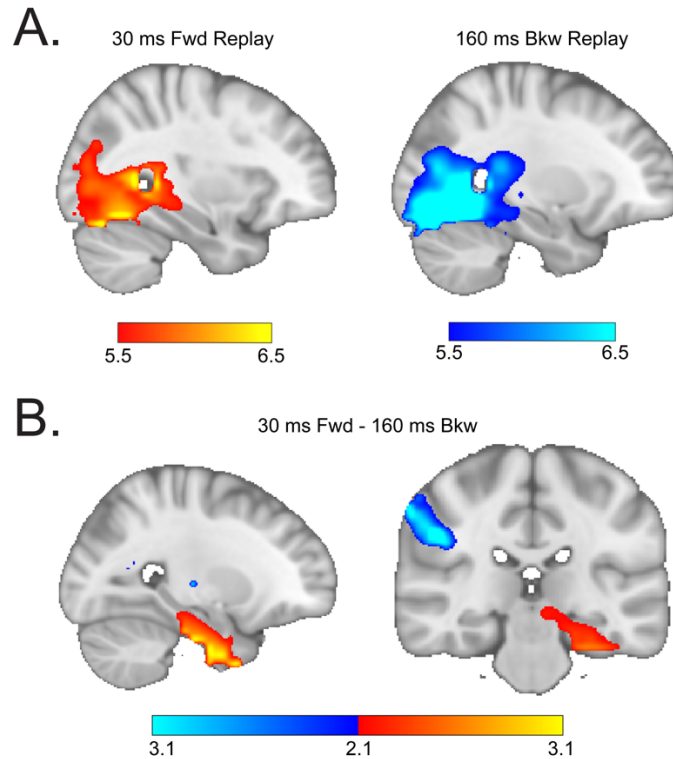 A.
30 ms Fwd Replay 160 ms Bkw Replay
5.5 6.5 5.5 6.5
B.
30 ms Fwd - 160 ms Bkw
3.1 2.1 3.1